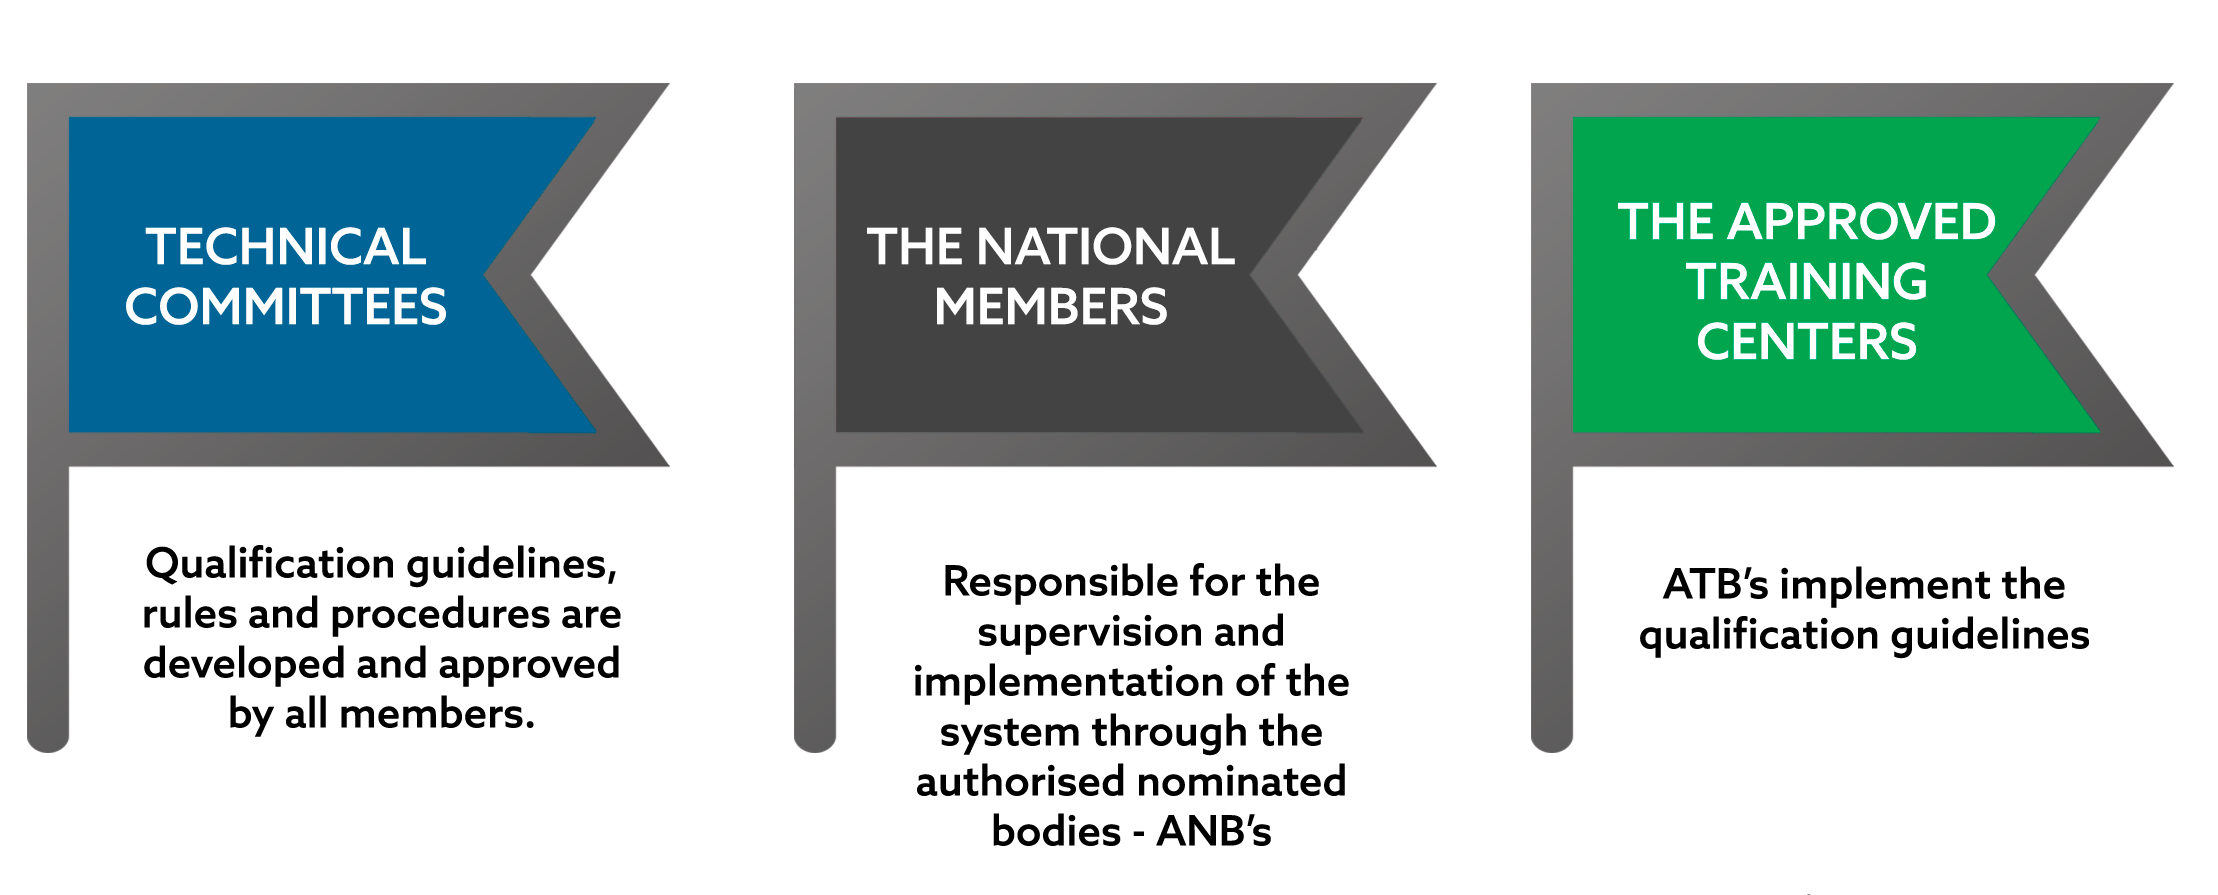 TECHNICAL
COMMITTEES
Qualification guidelines,
rules and procedures are
developed and approved
by all members.
THE NATIONAL
MEMBERS
Responsible for the
supervision and
implementation of the
system through the
authorised nominated
bodies - ANB’s
THE APPROVED
TRAINING
CENTERS
ATB’s implement the
qualification guidelines